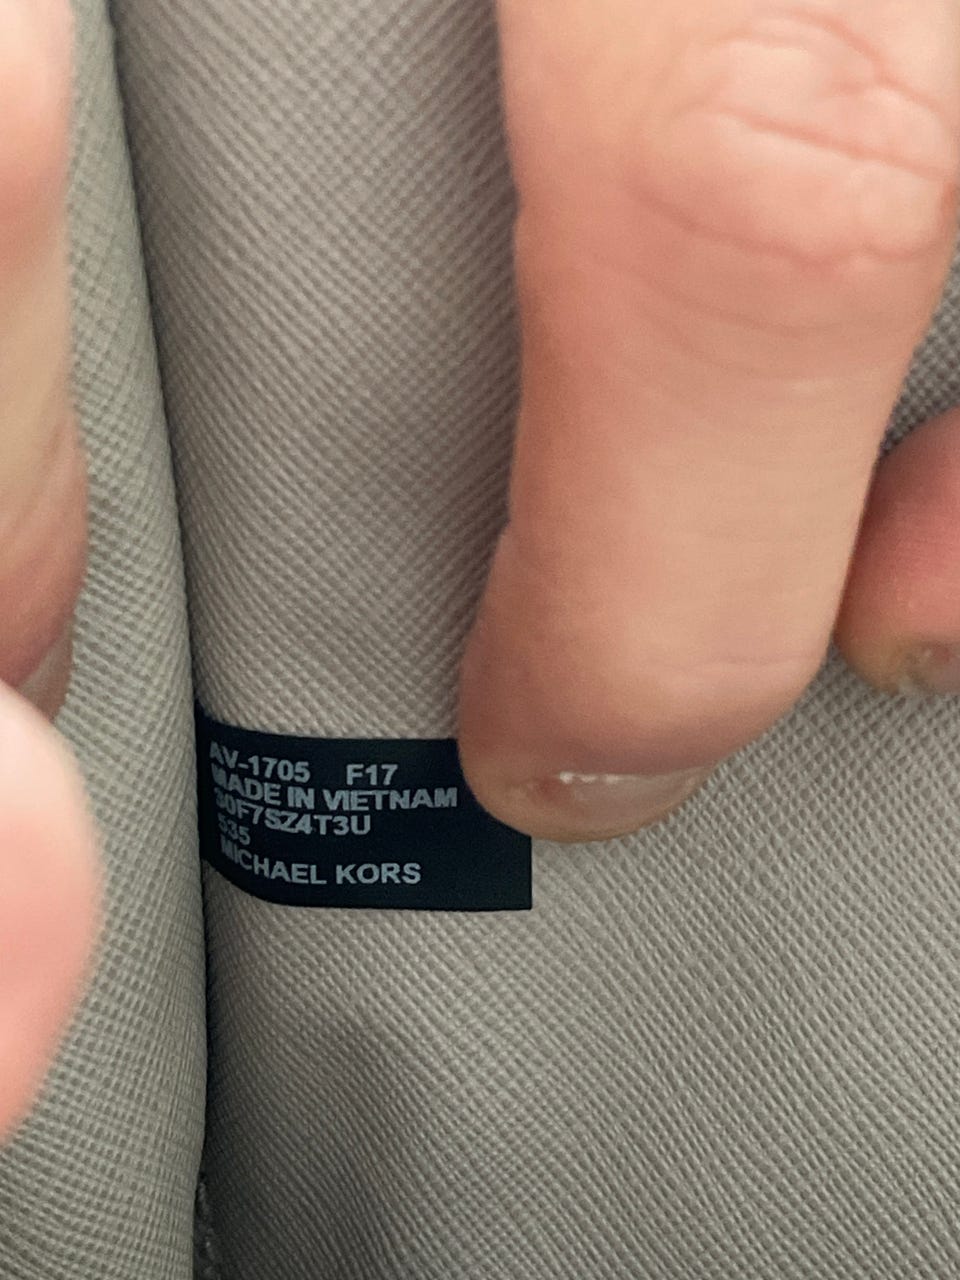 AV-1705 F17
MADE IN VIETNAM
30F7SZ4T3U
535
MICHAEL KORS